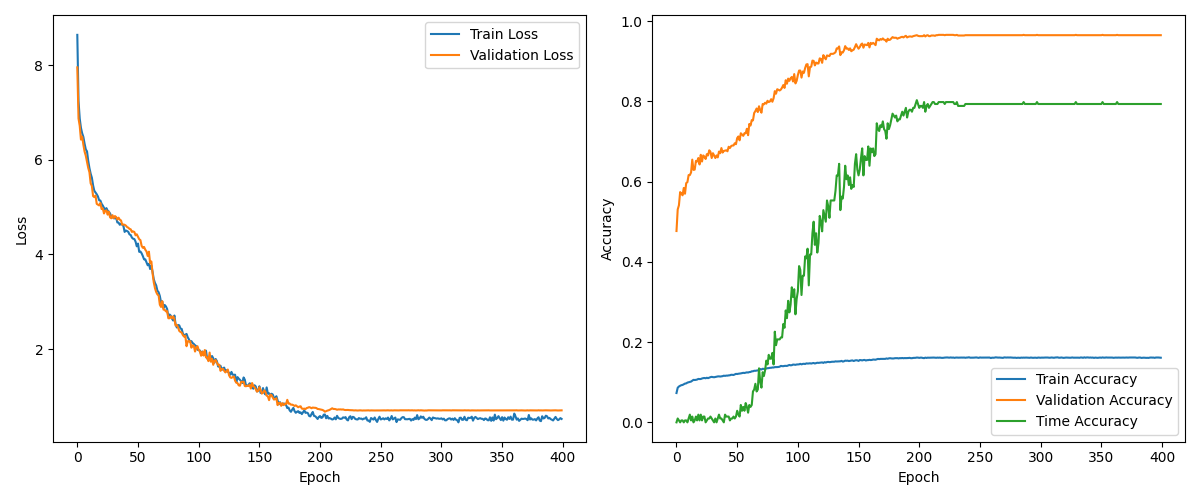 Train Loss
Validation Loss
8
6
4
2
Loss
0 50 100 150 200 250 300 350 400
Epoch
1.0
0.8
0.6
0.4
0.2
0.0
Accuracy
Train Accuracy
Validation Accuracy
Time Accuracy
0 50 100 150 200 250 300 350 400
Epoch